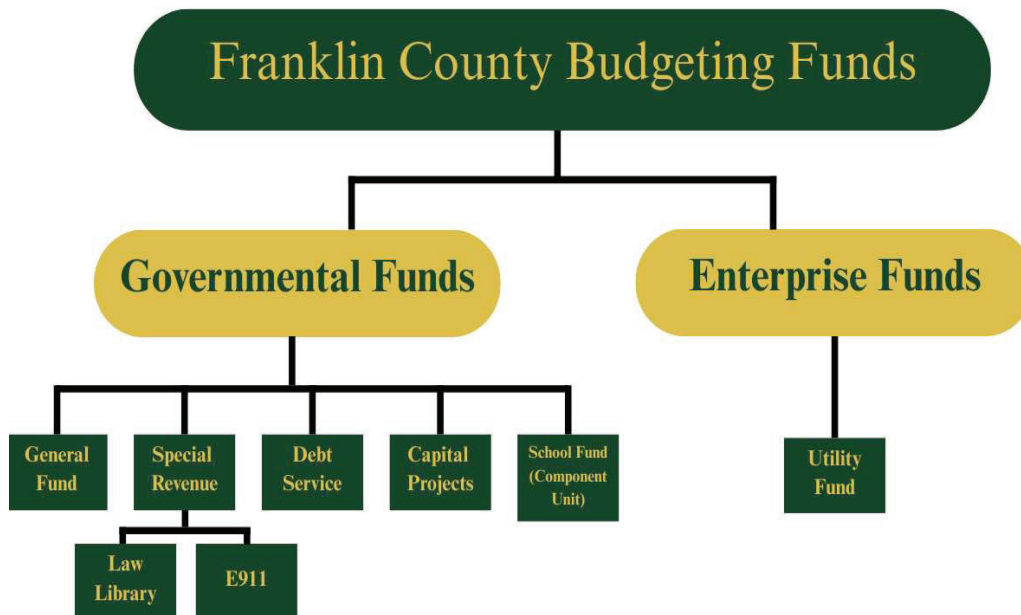 Franklin County Budgeting Funds
Governmental Funds
Enterprise Funds
General
Fund
Special
Revenue
Debt
Service
Capital
Projects
School Fund
(Component
Unit)
Utility
Fund
Law
Library
E911